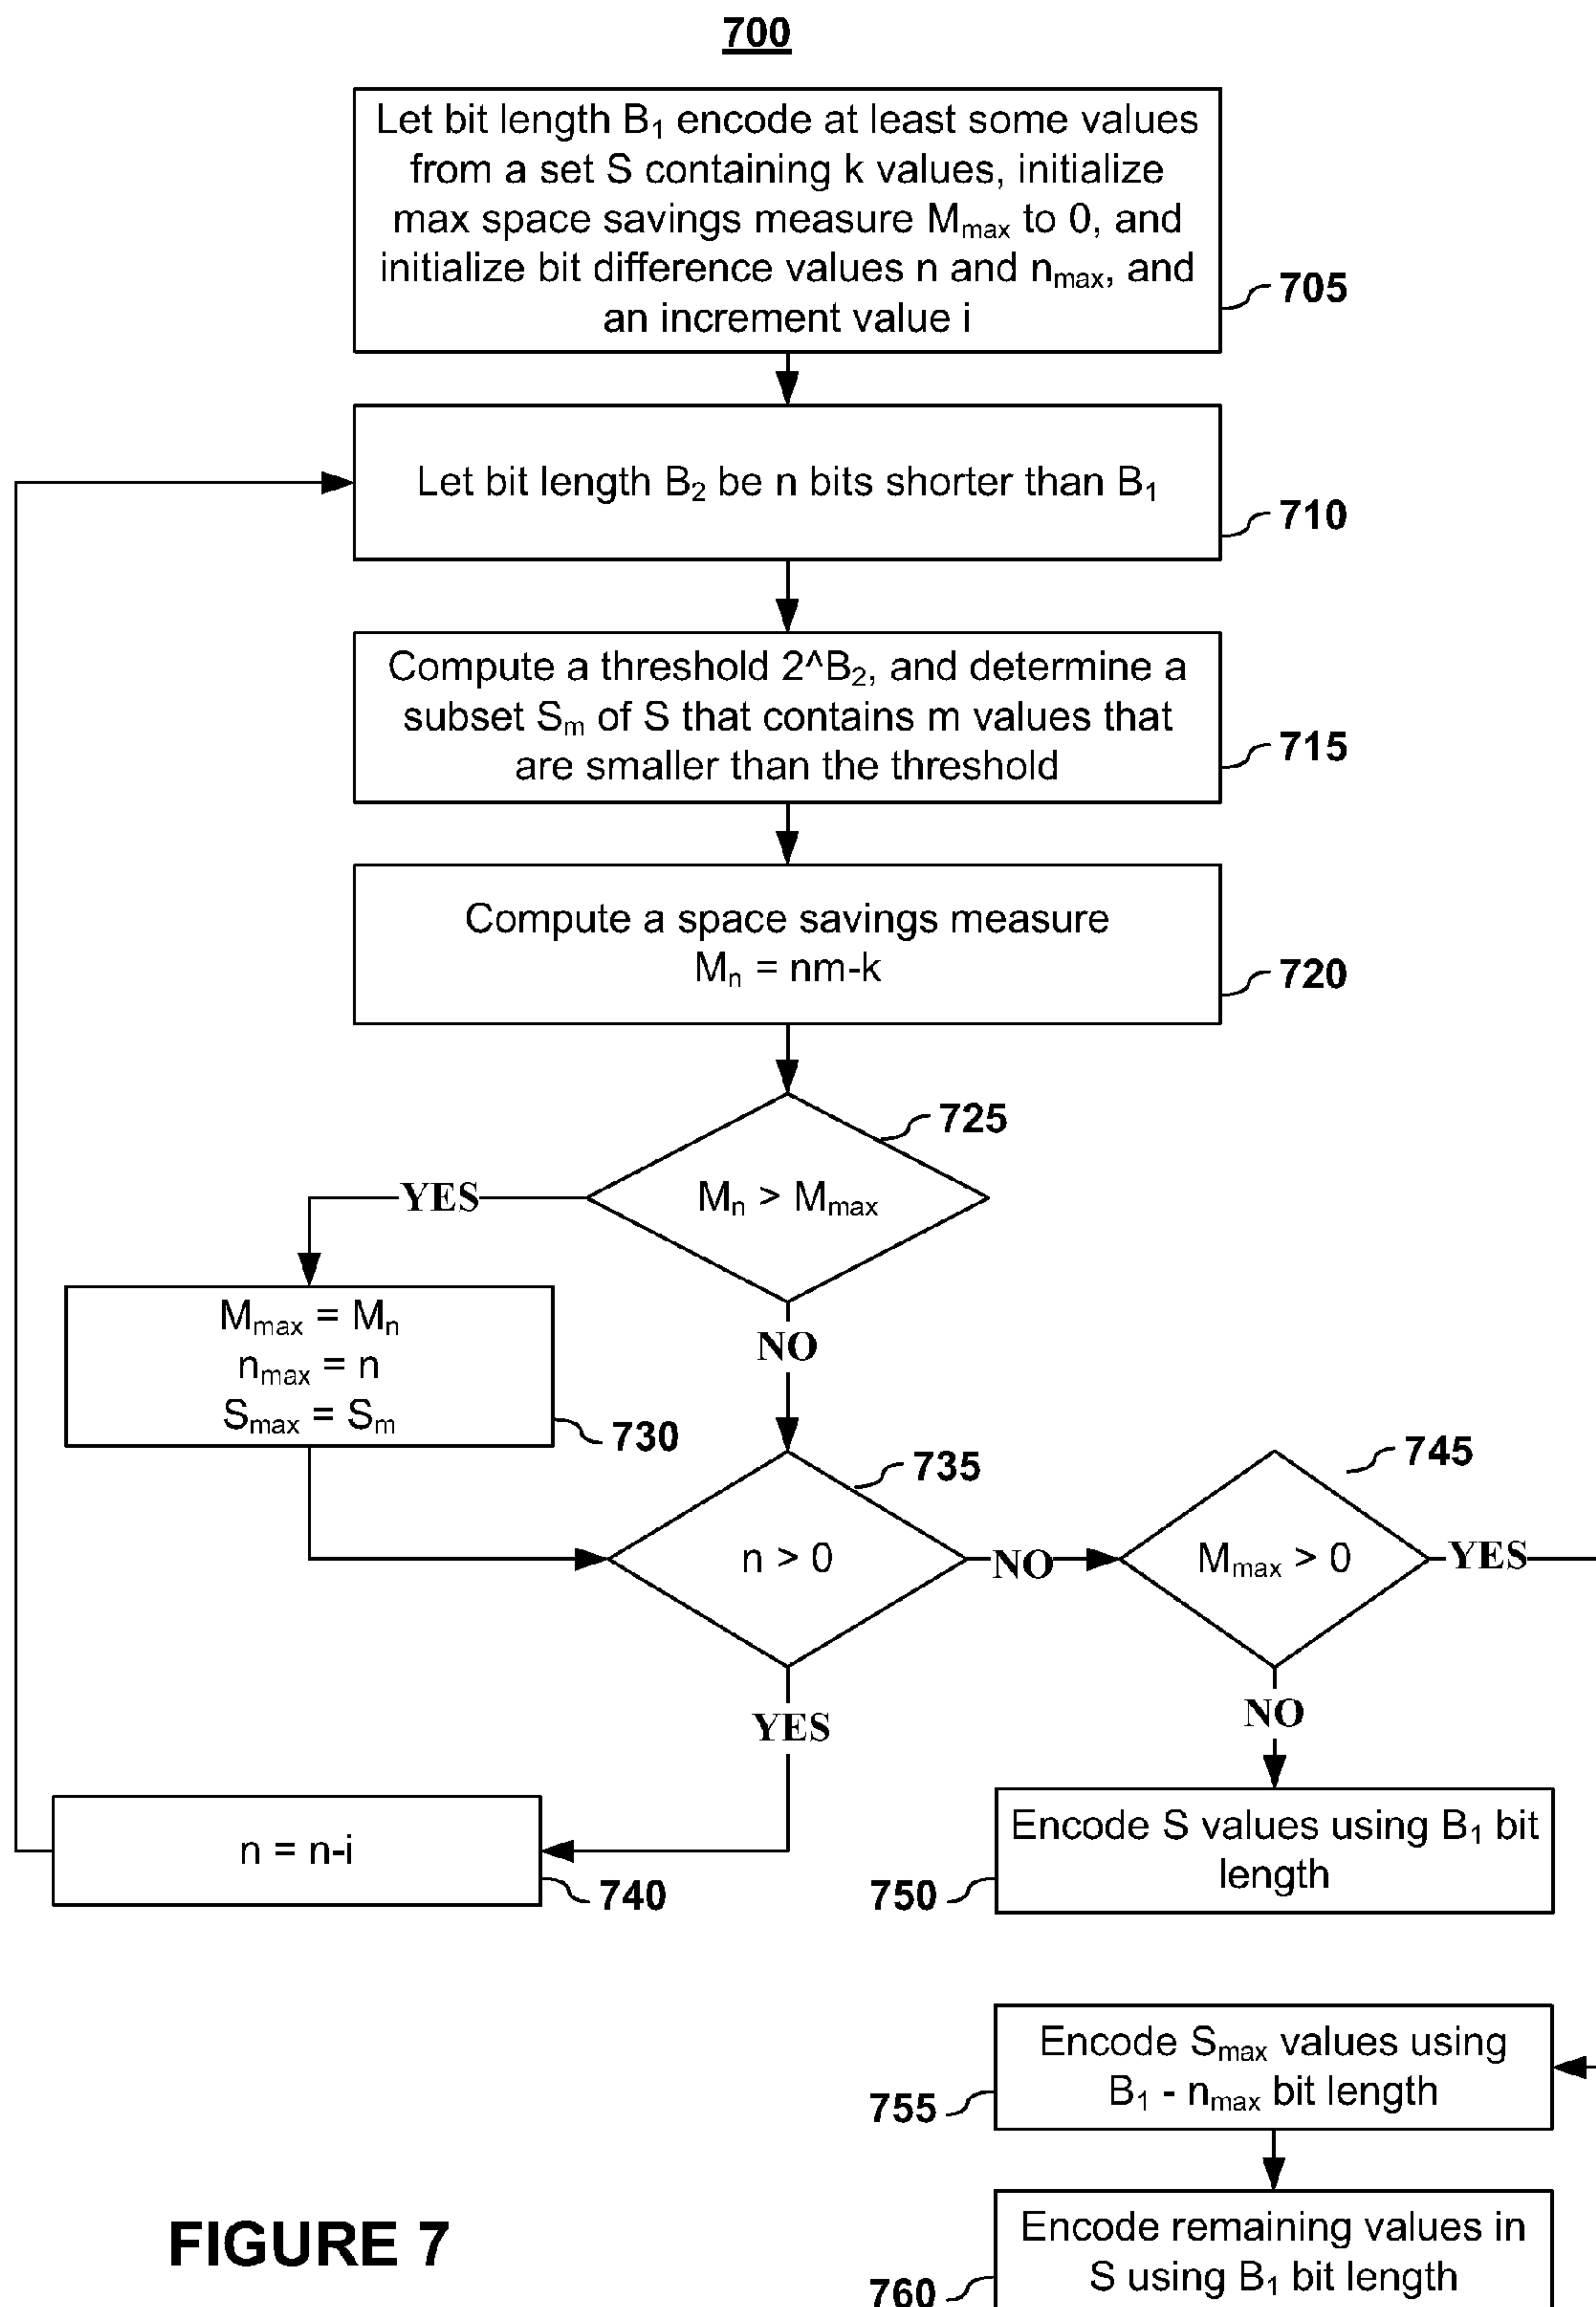 700
Let bit length B₁ encode at least some values
from a set S containing k values, initialize
max space savings measure Mₘₐₓ to 0, and
initialize bit difference values n and nₘₐₓ, and
an increment value i
705
Let bit length B₂ be n bits shorter than B₁
710
Compute a threshold 2^B₂, and determine a
subset Sₘ of S that contains m values that
are smaller than the threshold
715
Compute a space savings measure
Mₙ = nm-k
720
725
Mₙ > Mₘₐₓ
YES
NO
Mₘₐₓ = Mₙ
nₘₐₓ = n
Sₘₐₓ = Sₘ
730
735
n > 0
NO
YES
745
Mₘₐₓ > 0
YES
NO
n = n-i
740
Encode S values using B₁ bit
length
750
Encode Sₘₐₓ values using
B₁ - nₘₐₓ bit length
755
Encode remaining values in
S using B₁ bit length
760
FIGURE 7